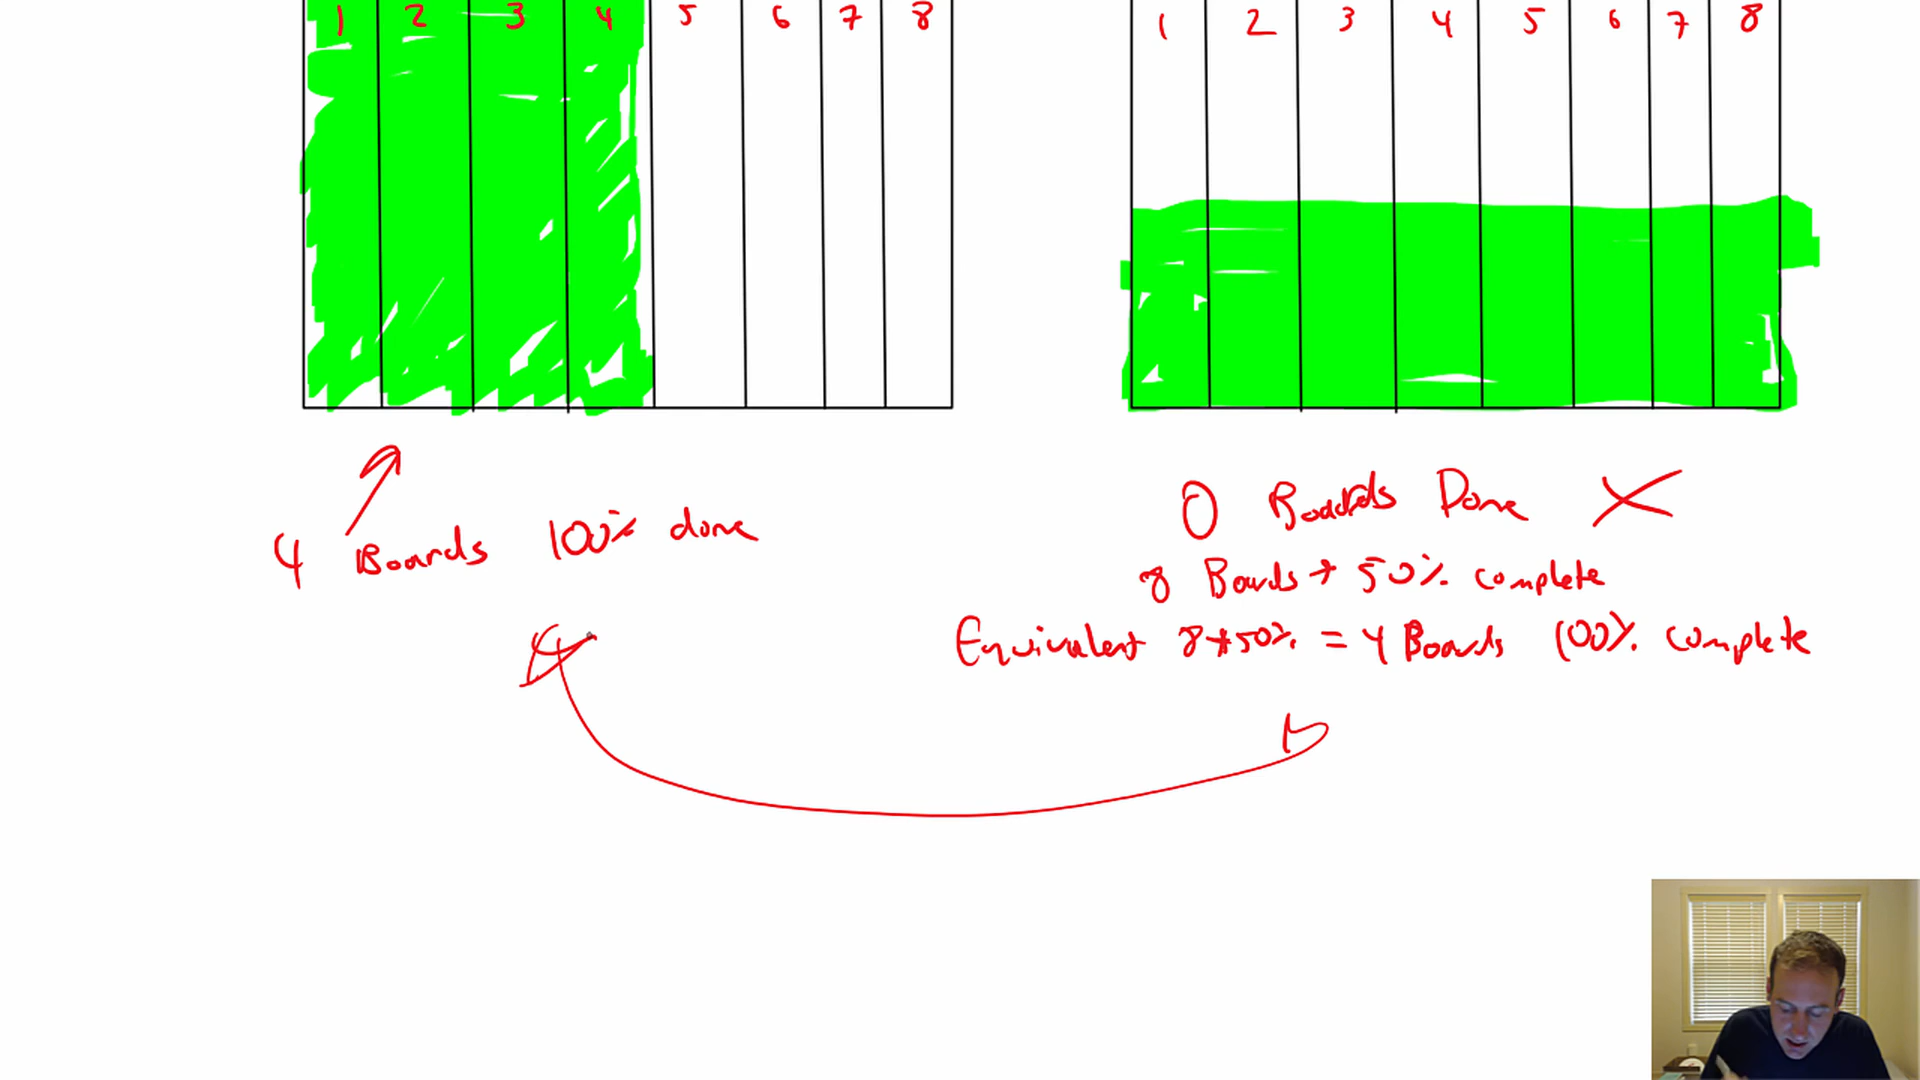 1 2 3 4 5 6 7 8
1 2 3 4 5 6 7 8
4 Boards 100% done
0 Boards Done X
8 Boards → 50% complete
Equivalent 8*50% = 4 Boards 100% complete